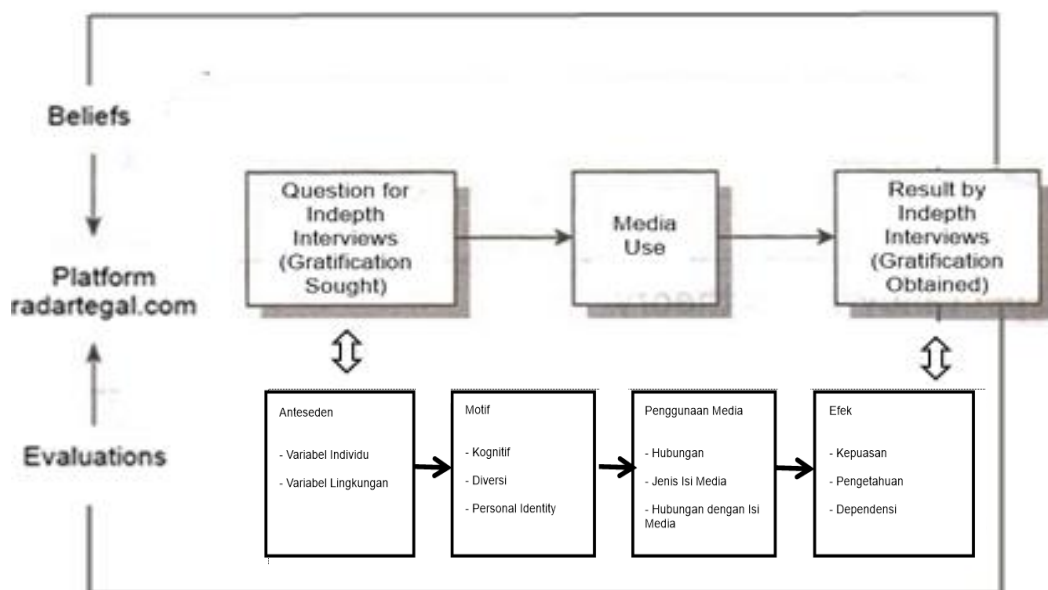 Beliefs
Platform
radartegal.com
Evaluations
Question for
Indepth
Interviews
(Gratification
Sought)
Media
Use
Result by
Indepth
Interviews
(Gratification
Obtained)
Anteseden
- Variabel Individu
- Variabel Lingkungan
Motif
- Kognitif
- Diversi
- Personal Identity
Penggunaan Media
- Hubungan
- Jenis Isi Media
- Hubungan dengan Isi
Media
Efek
- Kepuasan
- Pengetahuan
- Dependensi